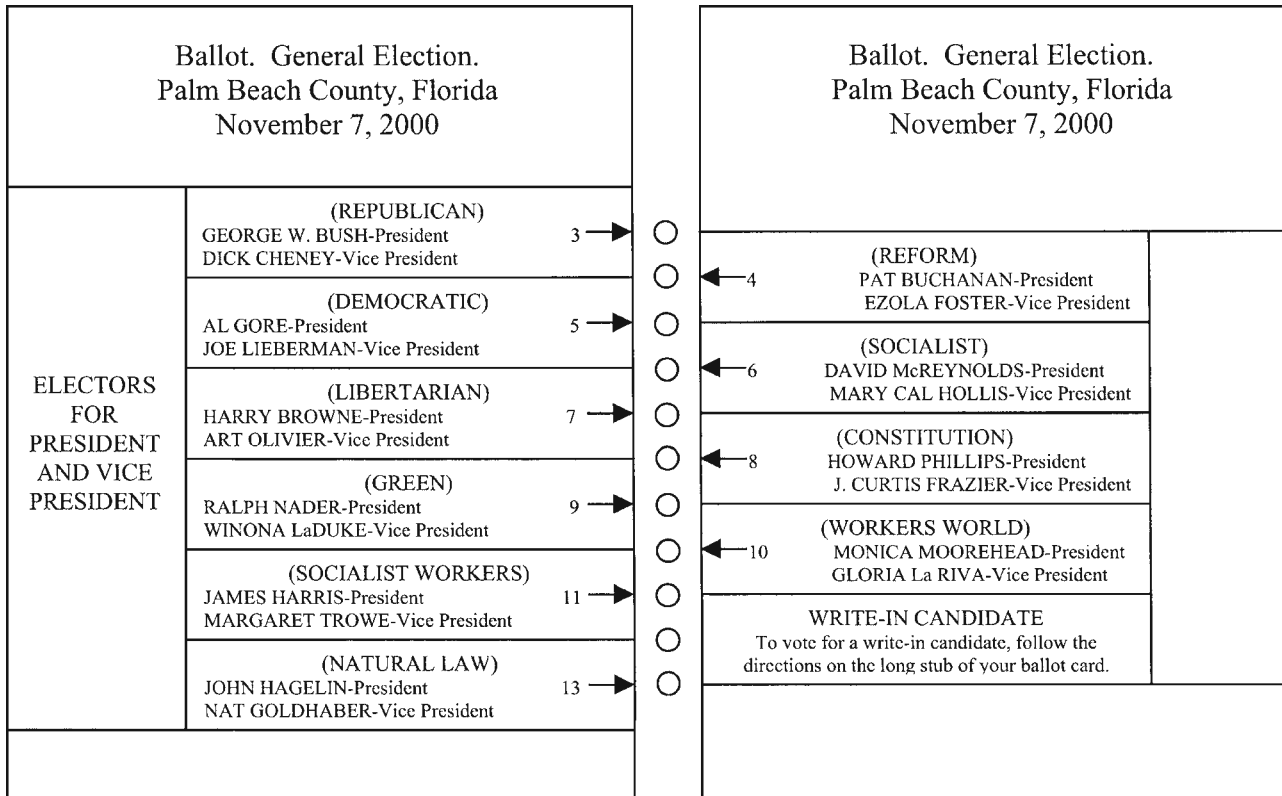 Ballot. General Election.
Palm Beach County, Florida
November 7, 2000
ELECTORS
FOR
PRESIDENT
AND VICE
PRESIDENT
(REPUBLICAN)
GEORGE W. BUSH-President 3
DICK CHENEY-Vice President
(DEMOCRATIC)
AL GORE-President 5
JOE LIEBERMAN-Vice President
(LIBERTARIAN)
HARRY BROWNE-President 7
ART OLIVIER-Vice President
(GREEN)
RALPH NADER-President 9
WINONA LaDUKE-Vice President
(SOCIALIST WORKERS)
JAMES HARRIS-President 11
MARGARET TROWE-Vice President
(NATURAL LAW)
JOHN HAGELIN-President 13
NAT GOLDHABER-Vice President
Ballot. General Election.
Palm Beach County, Florida
November 7, 2000
(REFORM)
4 PAT BUCHANAN-President
EZOLA FOSTER-Vice President
(SOCIALIST)
6 DAVID McREYNOLDS-President
MARY CAL HOLLIS-Vice President
(CONSTITUTION)
8 HOWARD PHILLIPS-President
J. CURTIS FRAZIER-Vice President
(WORKERS WORLD)
10 MONICA MOOREHEAD-President
GLORIA La RIVA-Vice President
WRITE-IN CANDIDATE
To vote for a write-in candidate, follow the
directions on the long stub of your ballot card.